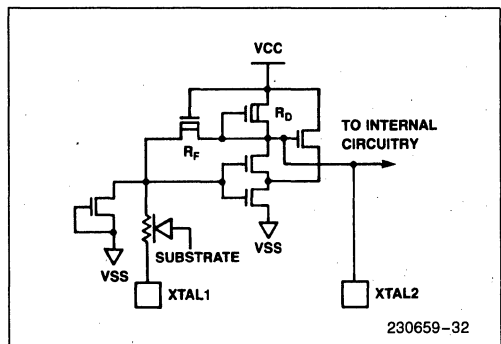 VCC
R_D
TO INTERNAL
CIRCUITRY
R_F
VSS
SUBSTRATE
VSS
XTAL1
XTAL2
230659-32